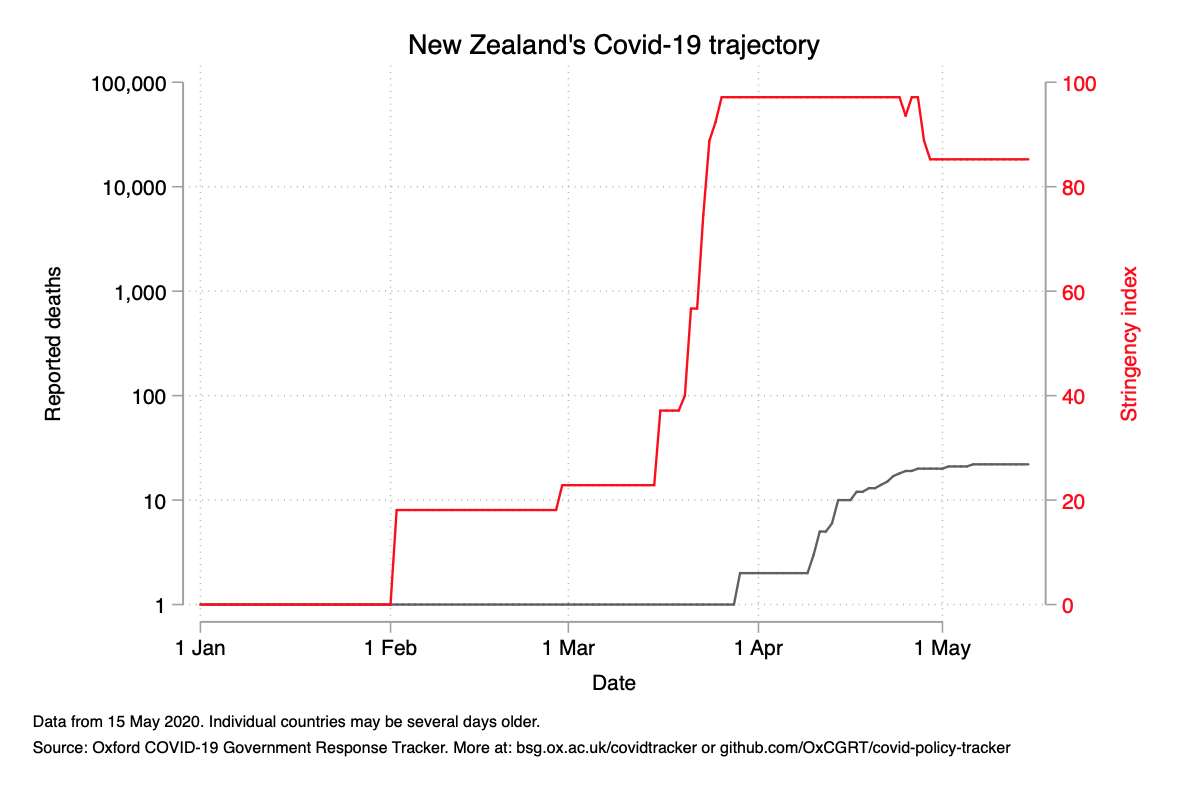 New Zealand's Covid-19 trajectory
100,000
10,000
1,000
100
10
1
Reported deaths
100
80
60
40
20
0
Stringency index
1 Jan 1 Feb 1 Mar 1 Apr 1 May
Date
Data from 15 May 2020. Individual countries may be several days older.
Source: Oxford COVID-19 Government Response Tracker. More at: bsg.ox.ac.uk/covidtracker or github.com/OxCGRT/covid-policy-tracker